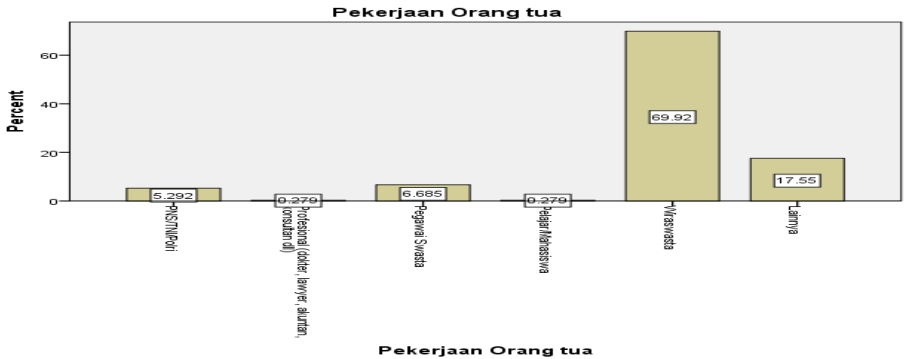 Pekerjaan Orang tua
Percent
60
40
20
0
5.292
0.279
6.685
0.279
69.92
17.55
PNS/TNI/Polri
Profesional (dokter, lawyer, akuntan,
konsultan dll)
Pegawai Swasta
Pelajar/Mahasiswa
Wiraswasta
Lainnya
Pekerjaan Orang tua